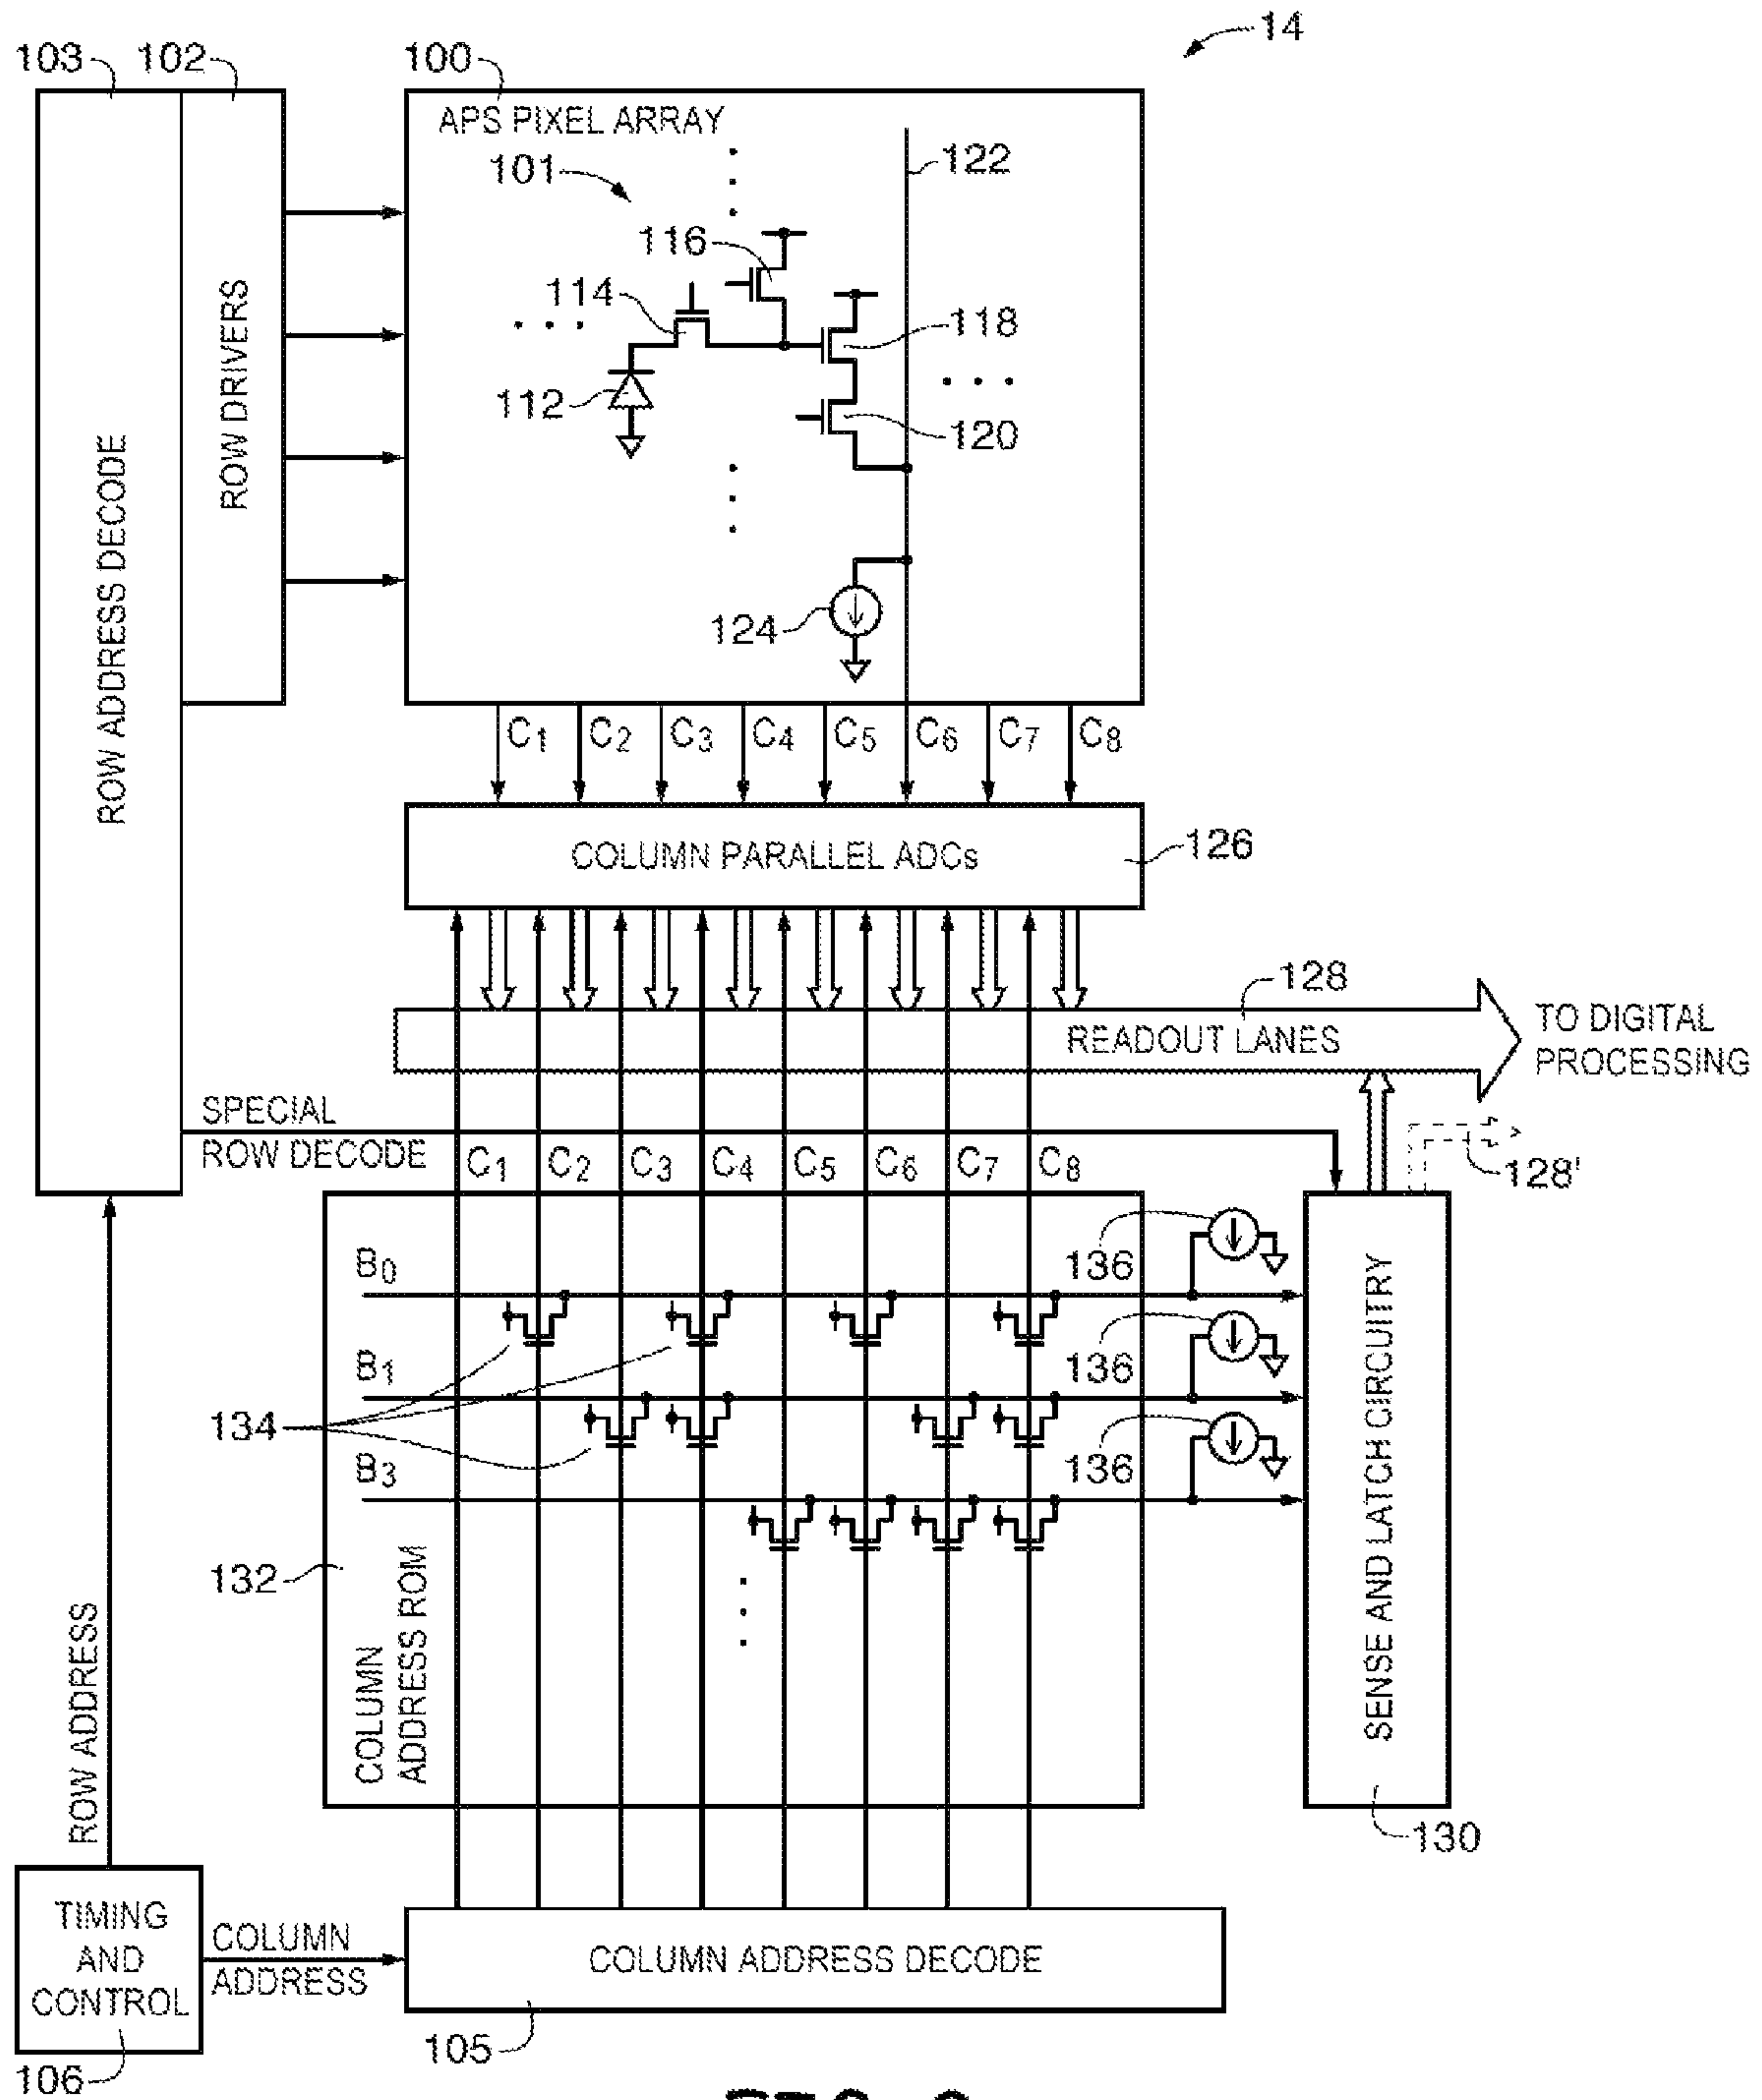 14
103
102
100
APS PIXEL ARRAY
101
122
116
114
118
112
120
124
ROW ADDRESS DECODE
ROW DRIVERS
C1 C2 C3 C4 C5 C6 C7 C8
COLUMN PARALLEL ADCs
126
128
READOUT LANES
TO DIGITAL
PROCESSING
SPECIAL
ROW DECODE
C1 C2 C3 C4 C5 C6 C7 C8
128'
B0
136
B1
136
134
B3
136
132
COLUMN
ADDRESS ROM
SENSE AND LATCH CIRCUITRY
130
ROW ADDRESS
TIMING
AND
CONTROL
COLUMN
ADDRESS
COLUMN ADDRESS DECODE
105
106